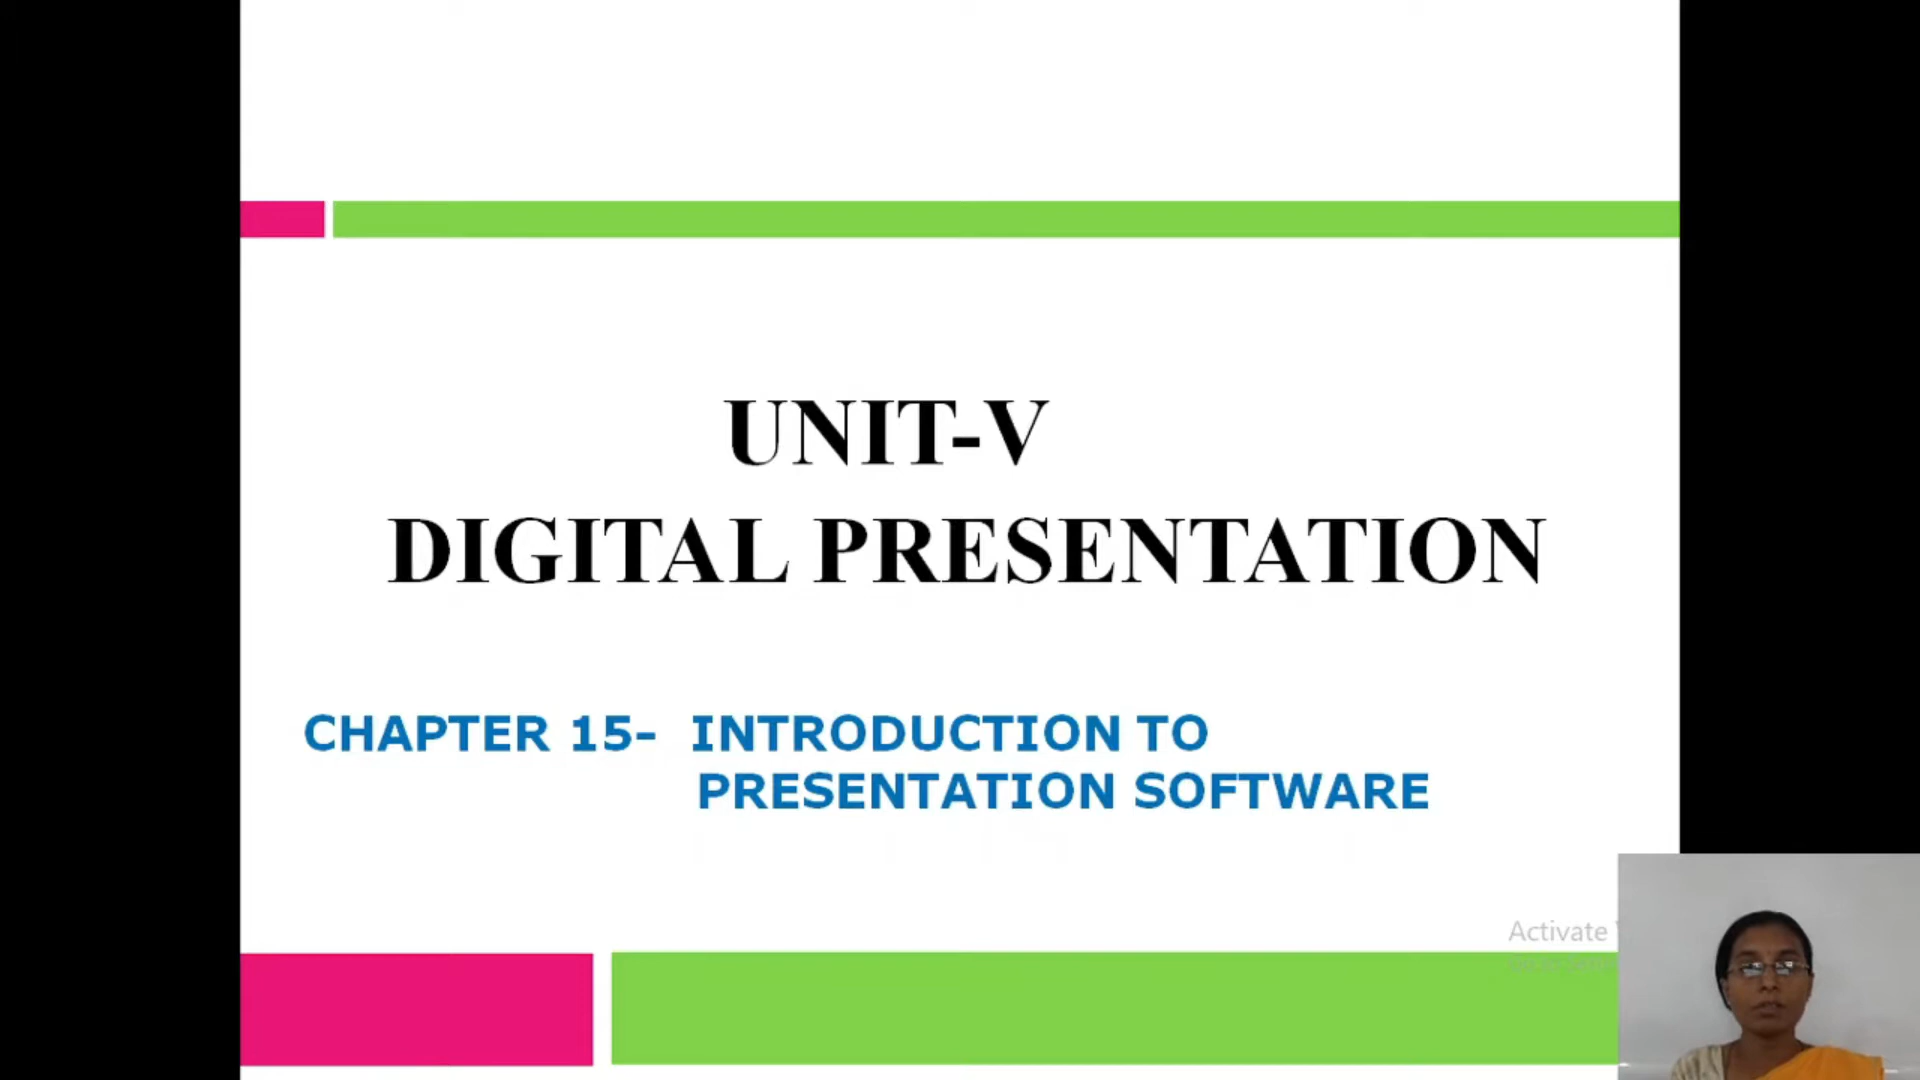 UNIT-V
DIGITAL PRESENTATION
CHAPTER 15- INTRODUCTION TO
PRESENTATION SOFTWARE
Activate